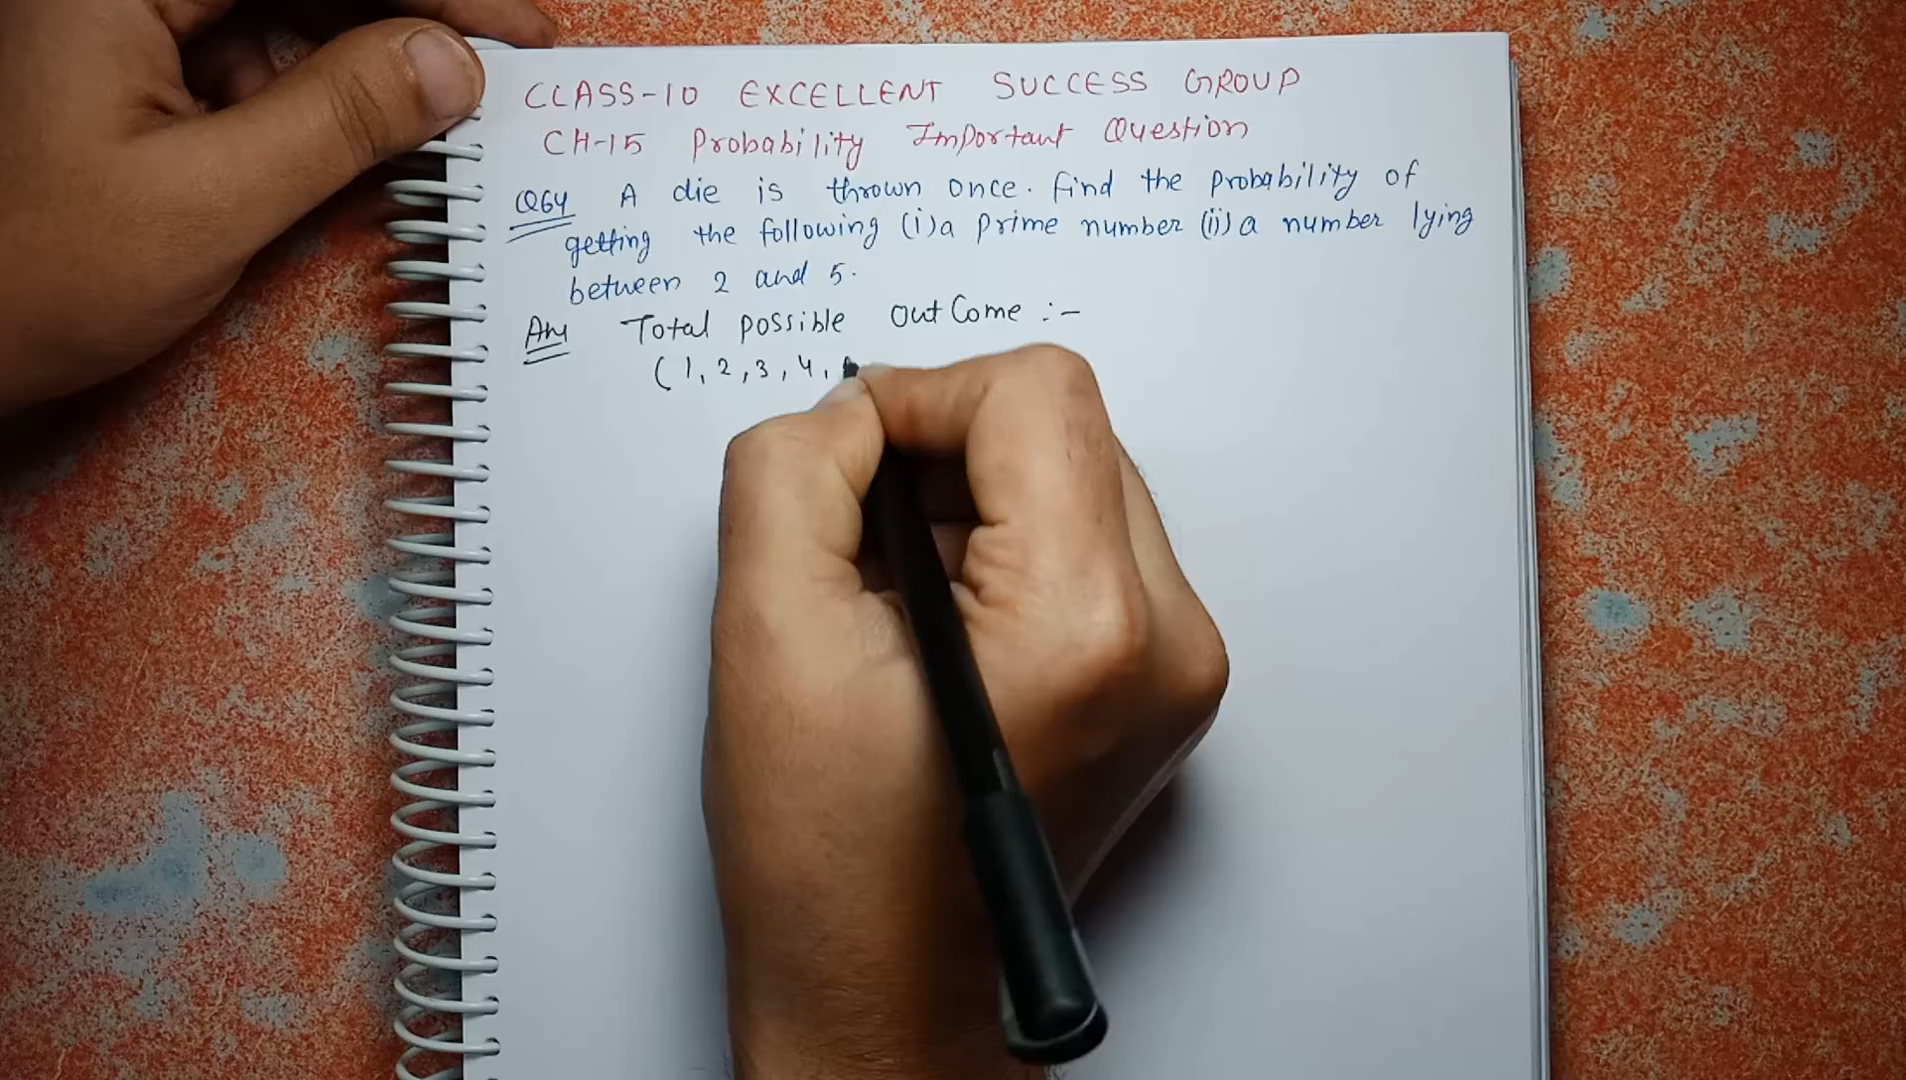 CLASS-10 EXCELLENT SUCCESS GROUP
CH-15 Probability Important Question
Q64 A die is thrown once. find the probability of
getting the following (i) a prime number (ii) a number lying
between 2 and 5.
Ans Total possible outcome :-
(1, 2, 3, 4,